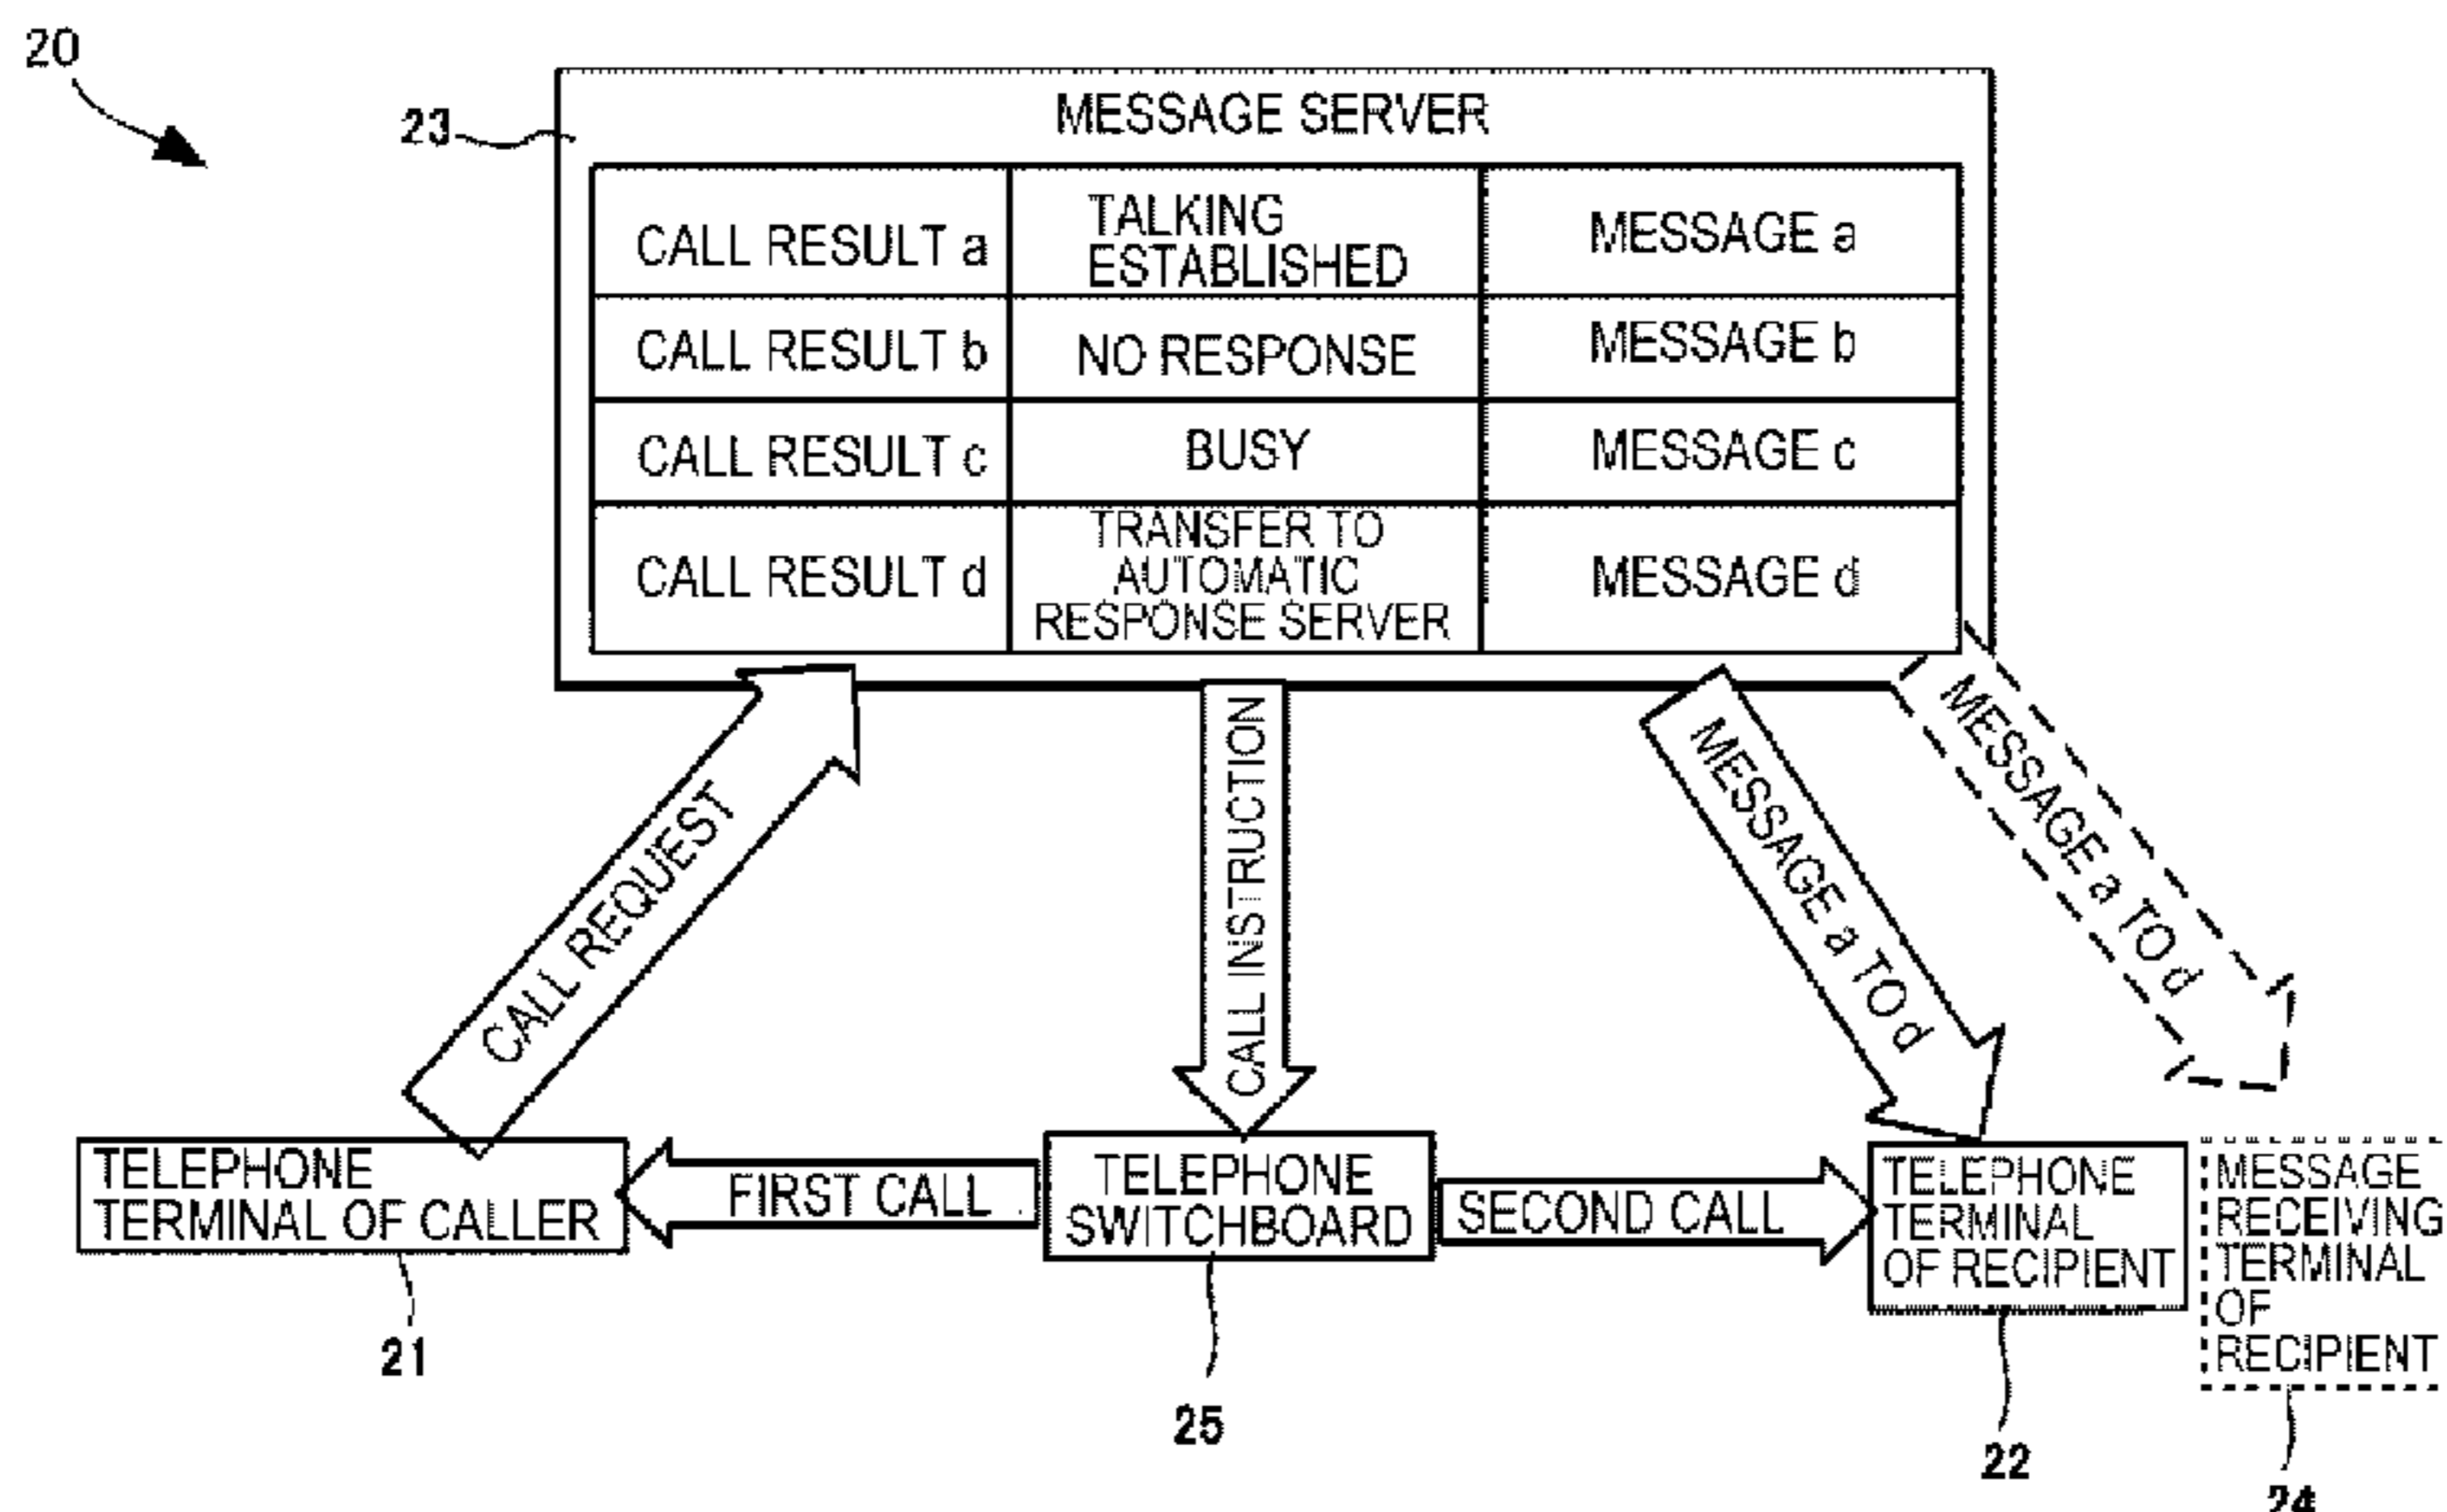 20
23
MESSAGE SERVER
CALL RESULT a
TALKING
ESTABLISHED
MESSAGE a
CALL RESULT b
NO RESPONSE
MESSAGE b
CALL RESULT c
BUSY
MESSAGE c
CALL RESULT d
TRANSFER TO
AUTOMATIC
RESPONSE SERVER
MESSAGE d
CALL REQUEST
CALL INSTRUCTION
MESSAGE a TO d
MESSAGE a TO d
TELEPHONE
TERMINAL OF CALLER
FIRST CALL
TELEPHONE
SWITCHBOARD
SECOND CALL
TELEPHONE
TERMINAL
OF RECIPIENT
MESSAGE
RECEIVING
TERMINAL
OF
RECIPIENT
21
25
22
24